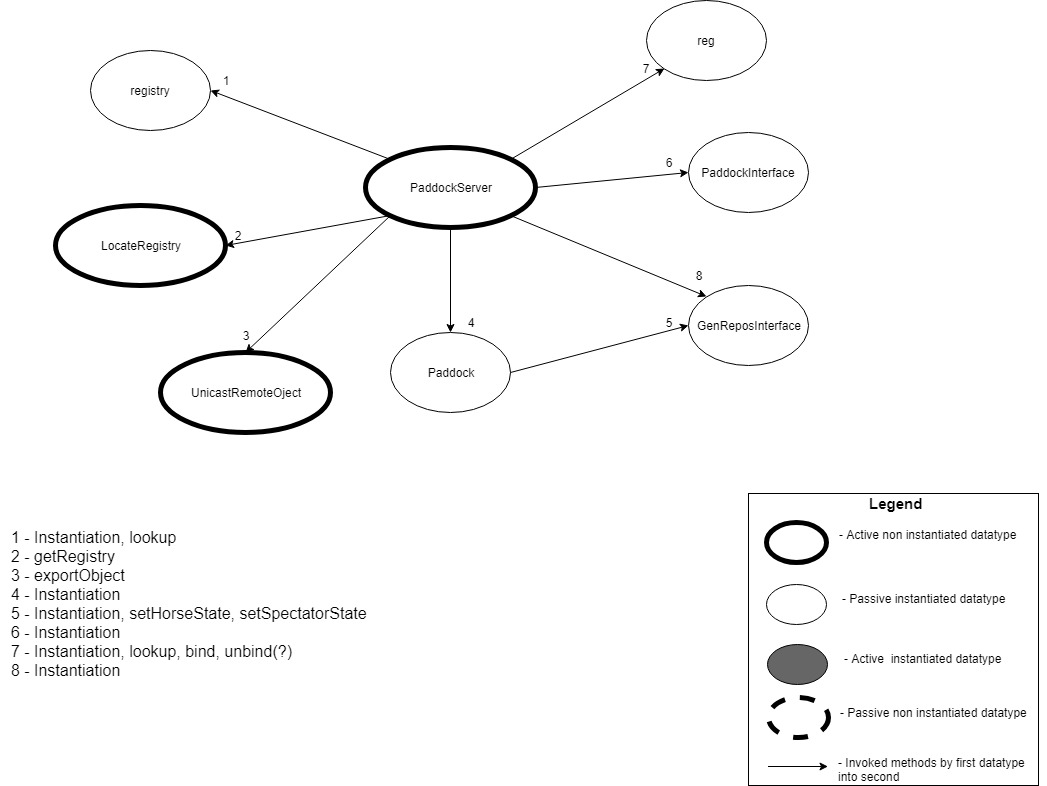 reg
7
1
registry
6
PaddockInterface
PaddockServer
2
LocateRegistry
8
3
4
5
GenReposInterface
Paddock
UnicastRemoteOject
1 - Instantiation, lookup
2 - getRegistry
3 - exportObject
4 - Instantiation
5 - Instantiation, setHorseState, setSpectatorState
6 - Instantiation
7 - Instantiation, lookup, bind, unbind(?)
8 - Instantiation
Legend
- Active non instantiated datatype
- Passive instantiated datatype
- Active  instantiated datatype
- Passive non instantiated datatype
- Invoked methods by first datatype
into second